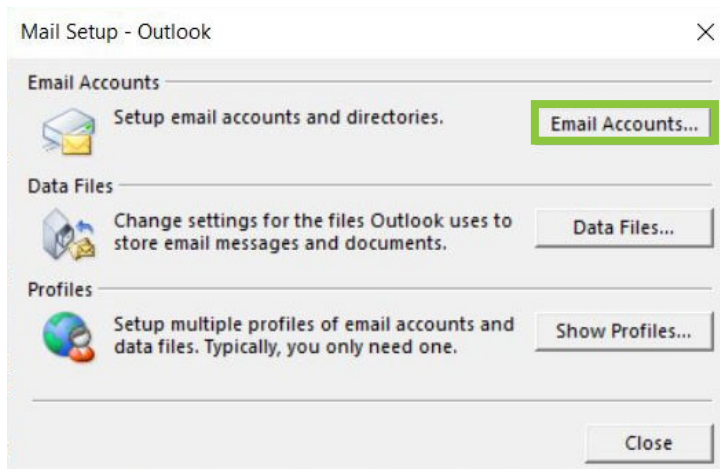 Mail Setup - Outlook
Email Accounts
Setup email accounts and directories.
Email Accounts...
Data Files
Change settings for the files Outlook uses to
store email messages and documents.
Data Files...
Profiles
Setup multiple profiles of email accounts and
data files. Typically, you only need one.
Show Profiles...
Close